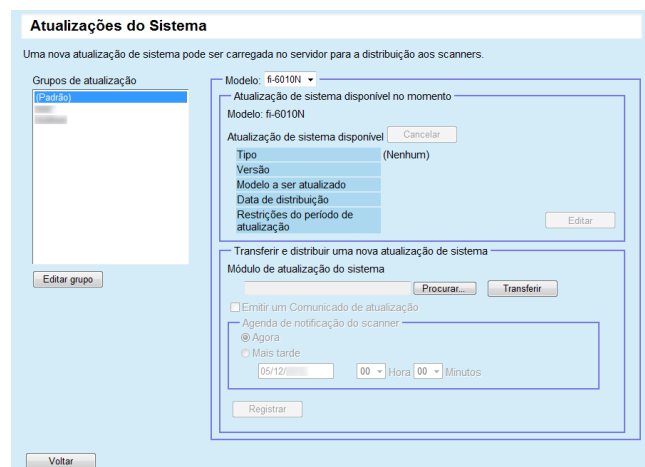 Atualizações do Sistema
Uma nova atualização de sistema pode ser carregada no servidor para a distribuição aos scanners.
Grupos de atualização
(Padrão)
Editar grupo
Modelo: fi-6010N
Atualização de sistema disponível no momento
Modelo: fi-6010N
Atualização de sistema disponível Cancelar
Tipo (Nenhum)
Versão
Modelo a ser atualizado
Data de distribuição
Restrições do período de
atualização
Editar
Transferir e distribuir uma nova atualização de sistema
Módulo de atualização do sistema
Procurar... Transferir
Emitir um Comunicado de atualização
Agenda de notificação do scanner
Agora
Mais tarde
05/12/ 00 Hora 00 Minutos
Registrar
Voltar